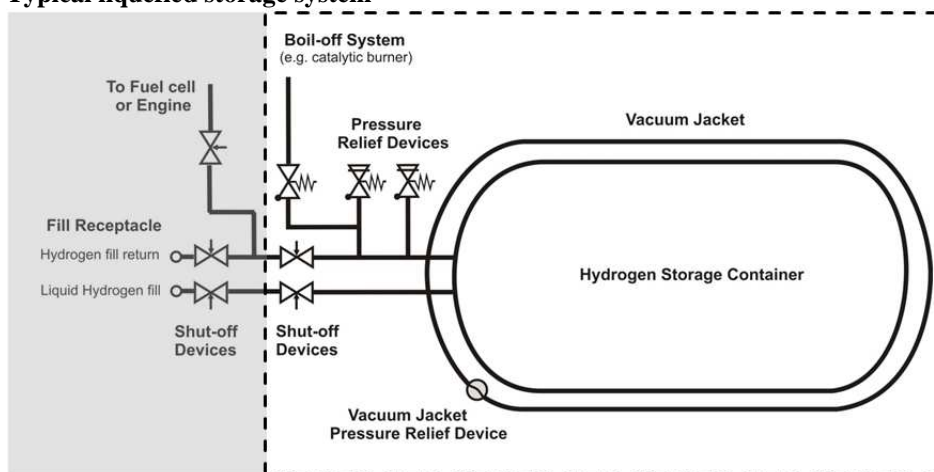 Typical liquefied storage system
Boil-off System
(e.g. catalytic burner)
To Fuel cell
or Engine
Pressure
Relief Devices
Vacuum Jacket
Fill Receptacle
Hydrogen fill return
Hydrogen Storage Container
Liquid Hydrogen fill
Shut-off
Devices
Shut-off
Devices
Vacuum Jacket
Pressure Relief Device